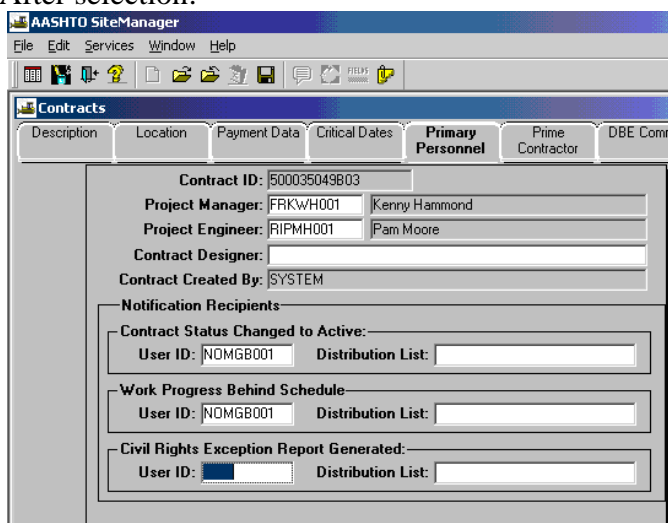 After selection:
AASHTO SiteManager
File Edit Services Window Help
FIELDS
Contracts
Description Location Payment Data Critical Dates Primary Personnel Prime Contractor DBE Com
Contract ID: 500035049B03
Project Manager: FRKWH001 Kenny Hammond
Project Engineer: RIPMH001 Pam Moore
Contract Designer:
Contract Created By: SYSTEM
Notification Recipients
Contract Status Changed to Active:
User ID: NOMGB001 Distribution List:
Work Progress Behind Schedule
User ID: NOMGB001 Distribution List:
Civil Rights Exception Report Generated:
User ID: Distribution List: